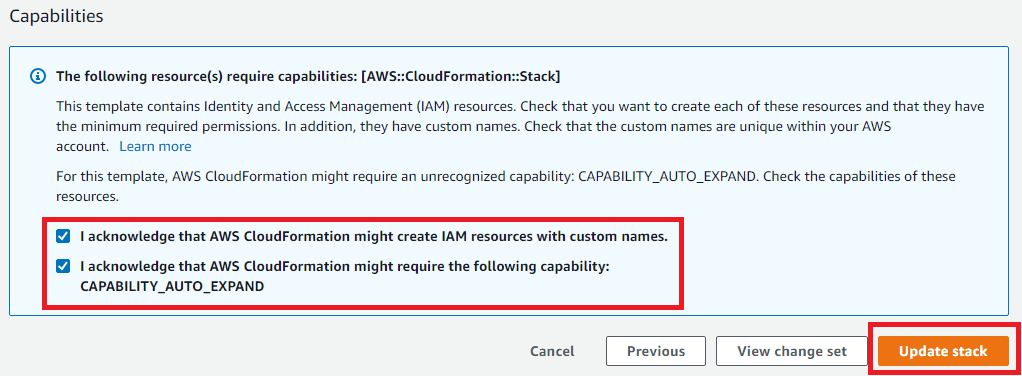 Capabilities
The following resource(s) require capabilities: [AWS::CloudFormation::Stack]
This template contains Identity and Access Management (IAM) resources. Check that you want to create each of these resources and that they have
the minimum required permissions. In addition, they have custom names. Check that the custom names are unique within your AWS
account. Learn more
For this template, AWS CloudFormation might require an unrecognized capability: CAPABILITY_AUTO_EXPAND. Check the capabilities of these
resources.
I acknowledge that AWS CloudFormation might create IAM resources with custom names.
I acknowledge that AWS CloudFormation might require the following capability:
CAPABILITY_AUTO_EXPAND
Cancel Previous View change set Update stack